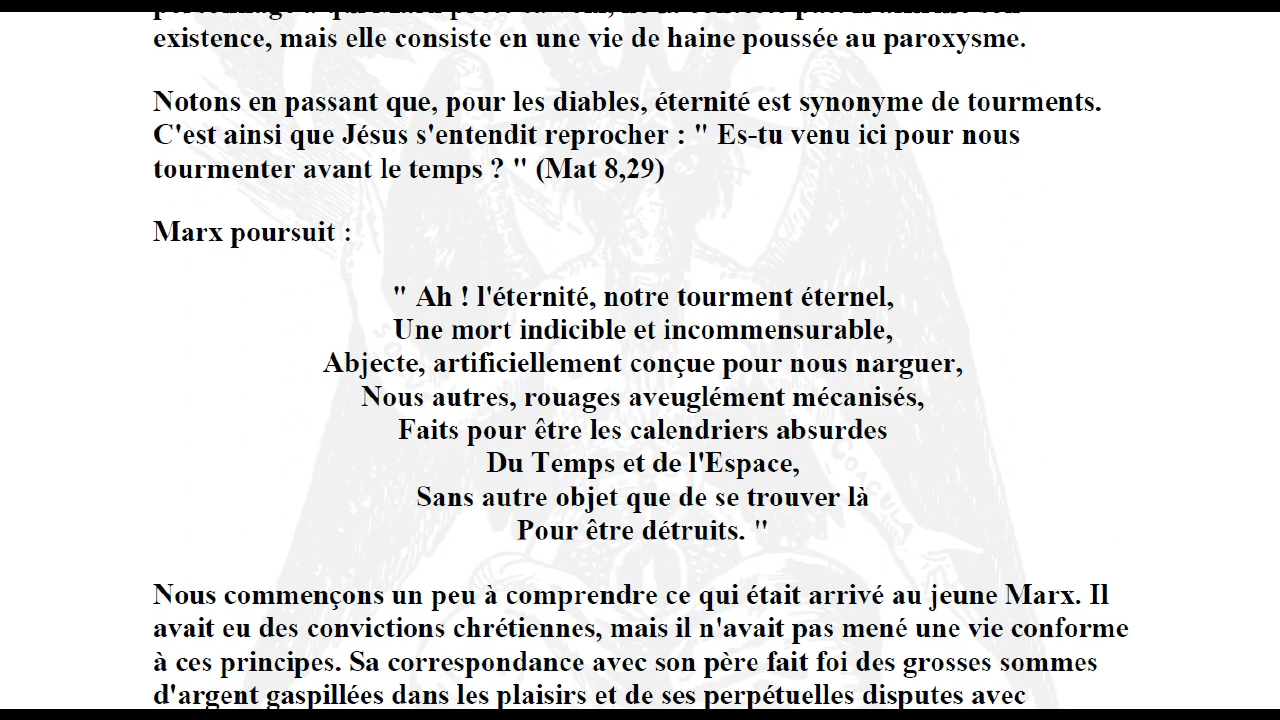 existence, mais elle consiste en une vie de haine poussée au paroxysme.
Notons en passant que, pour les diables, éternité est synonyme de tourments.
C'est ainsi que Jésus s'entendit reprocher : " Es-tu venu ici pour nous
tourmenter avant le temps ? " (Mat 8,29)
Marx poursuit :
" Ah ! l'éternité, notre tourment éternel,
Une mort indicible et incommensurable,
Abjecte, artificiellement conçue pour nous narguer,
Nous autres, rouages aveuglément mécanisés,
Faits pour être les calendriers absurdes
Du Temps et de l'Espace,
Sans autre objet que de se trouver là
Pour être détruits. "
Nous commençons un peu à comprendre ce qui était arrivé au jeune Marx. Il
avait eu des convictions chrétiennes, mais il n'avait pas mené une vie conforme
à ces principes. Sa correspondance avec son père fait foi des grosses sommes
d'argent gaspillées dans les plaisirs et de ses perpétuelles disputes avec